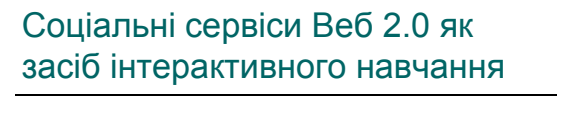 Соціальні сервіси Веб 2.0 як
засіб інтерактивного навчання